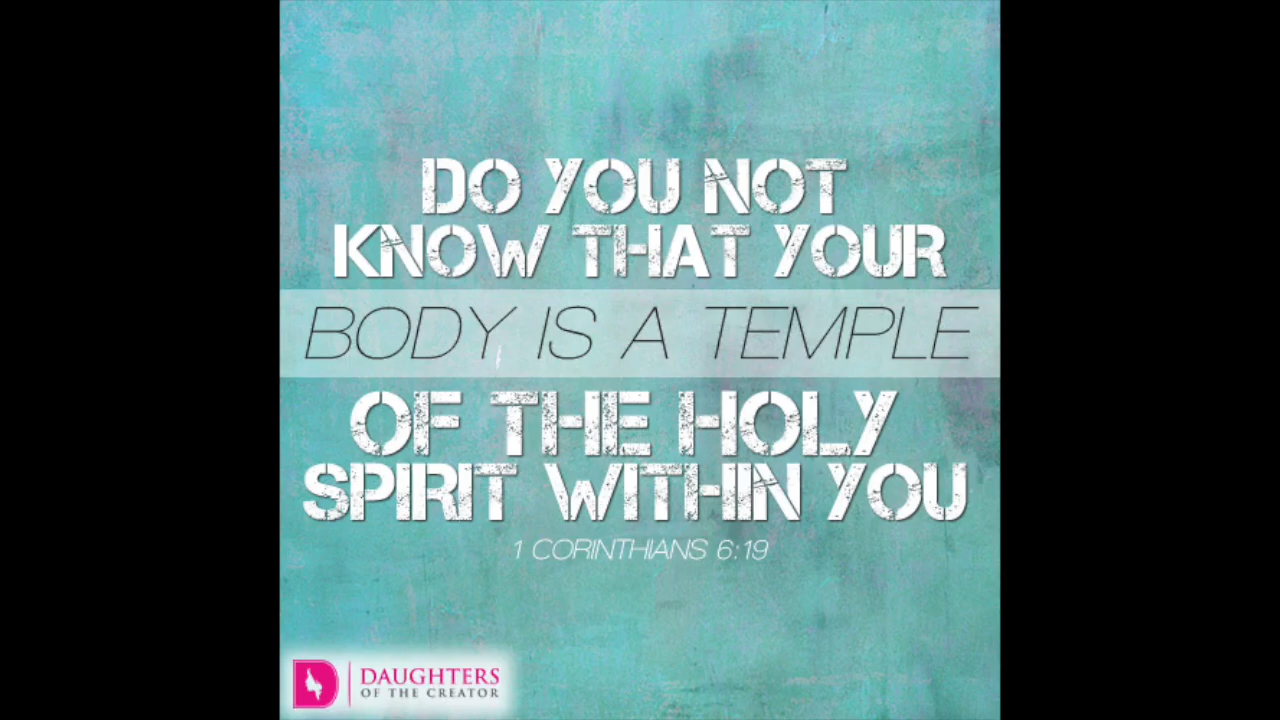 DO YOU NOT
KNOW THAT YOUR
BODY IS A TEMPLE
OF THE HOLY
SPIRIT WITHIN YOU
1 CORINTHIANS 6:19
D
DAUGHTERS
OF THE CREATOR